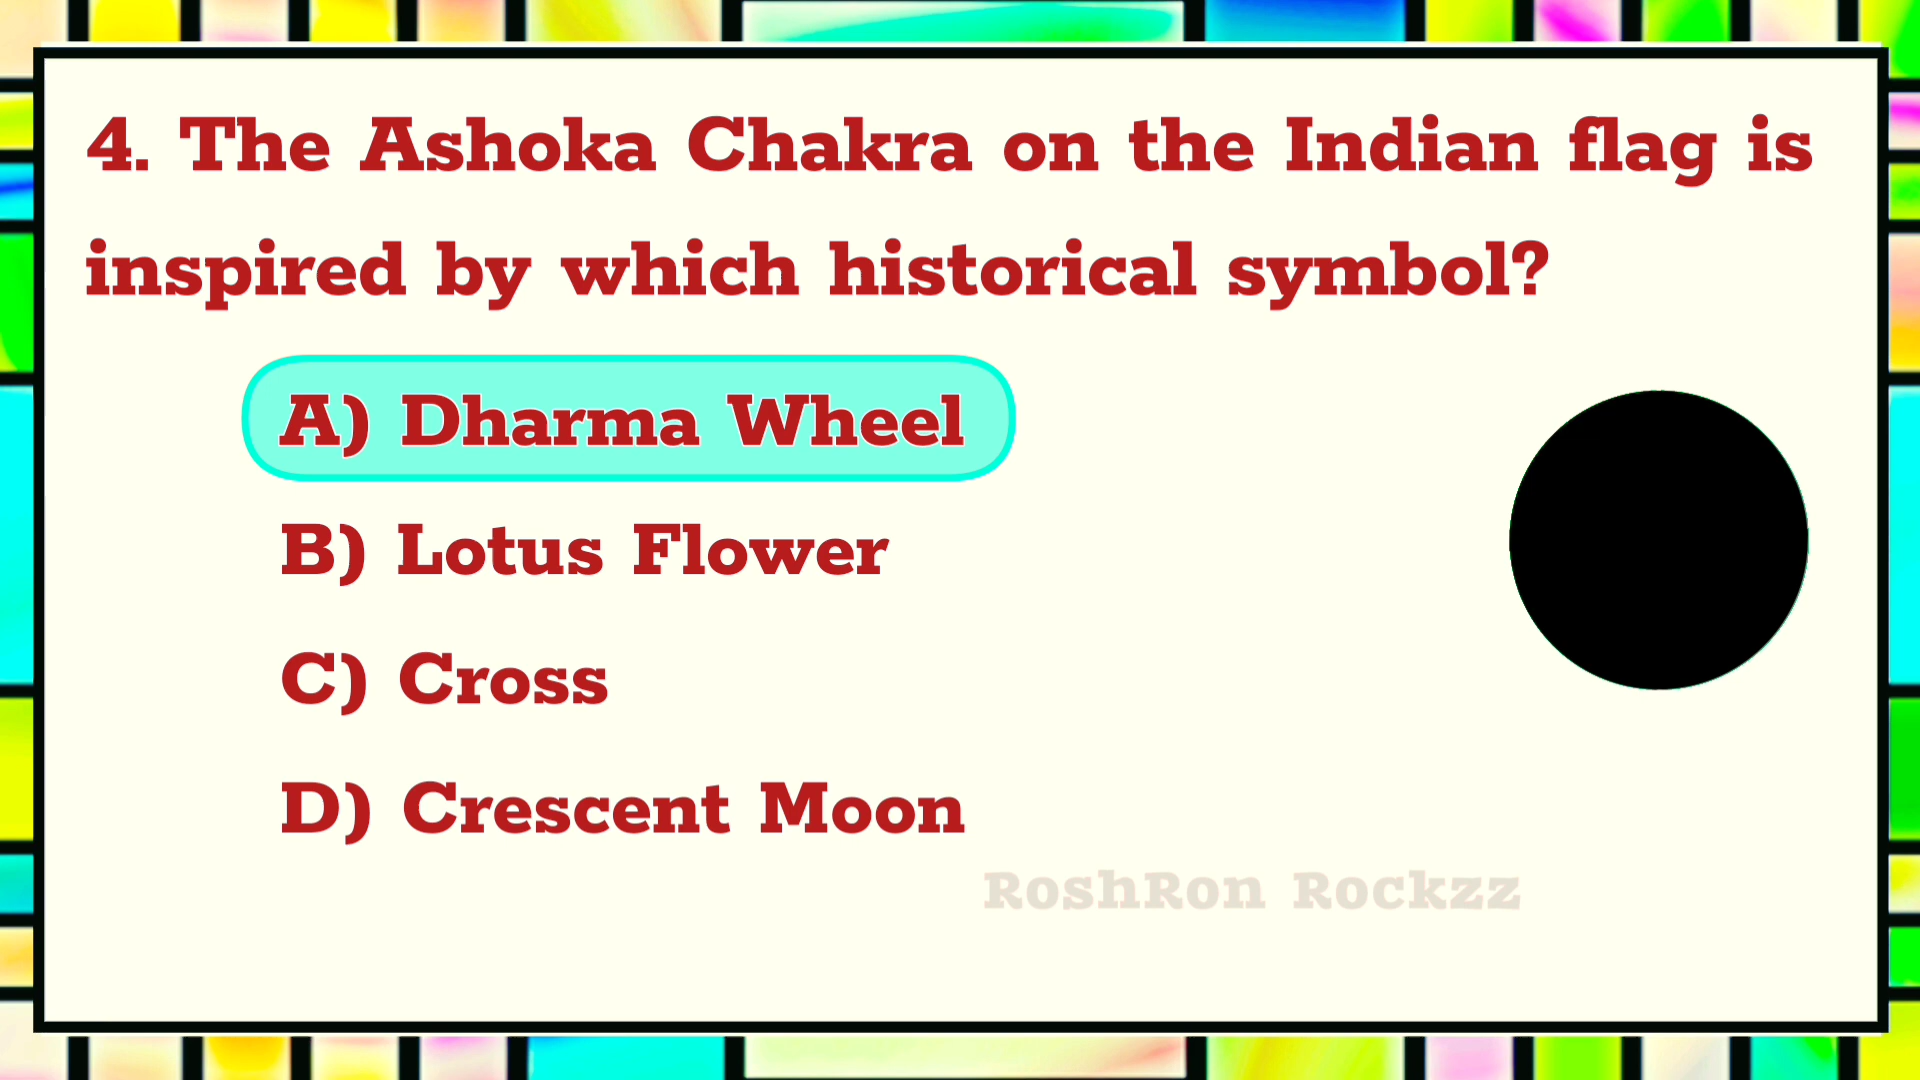 4. The Ashoka Chakra on the Indian flag is
inspired by which historical symbol?
A) Dharma Wheel
B) Lotus Flower
C) Cross
D) Crescent Moon
RoshRon Rockzz